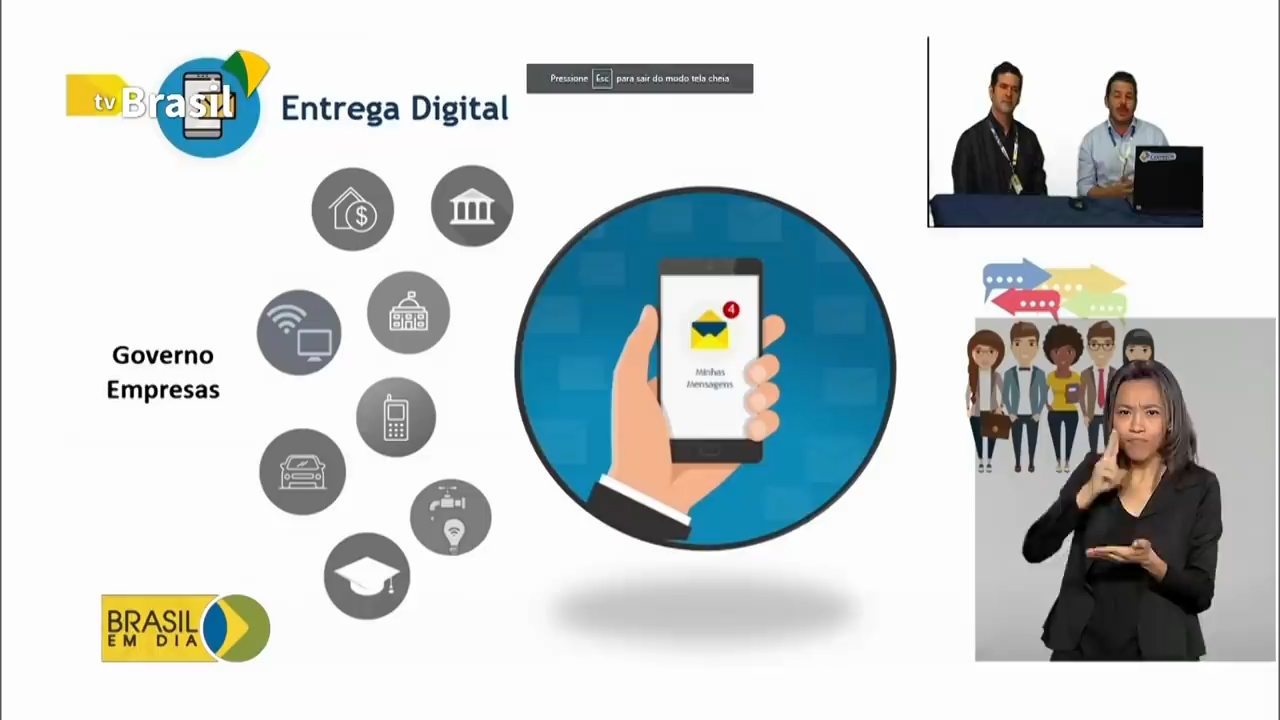 tv Brasil
Entrega Digital
Pressione Esc para sair do modo tela cheia
Governo
Empresas
4
Minhas
Mensagens
BRASIL
EM DIA